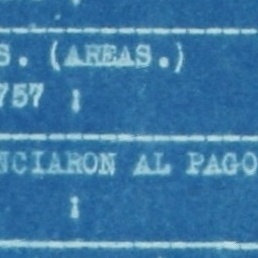 S. (AREAS.)
757 ¡
NCIARON AL PAGO
¡